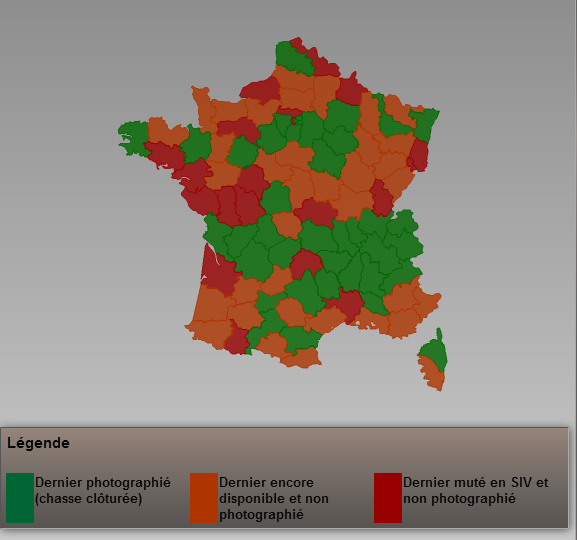 Légende
Dernier photographié
(chasse clôturée)
Dernier encore
disponible et non
photographié
Dernier muté en SIV et
non photographié